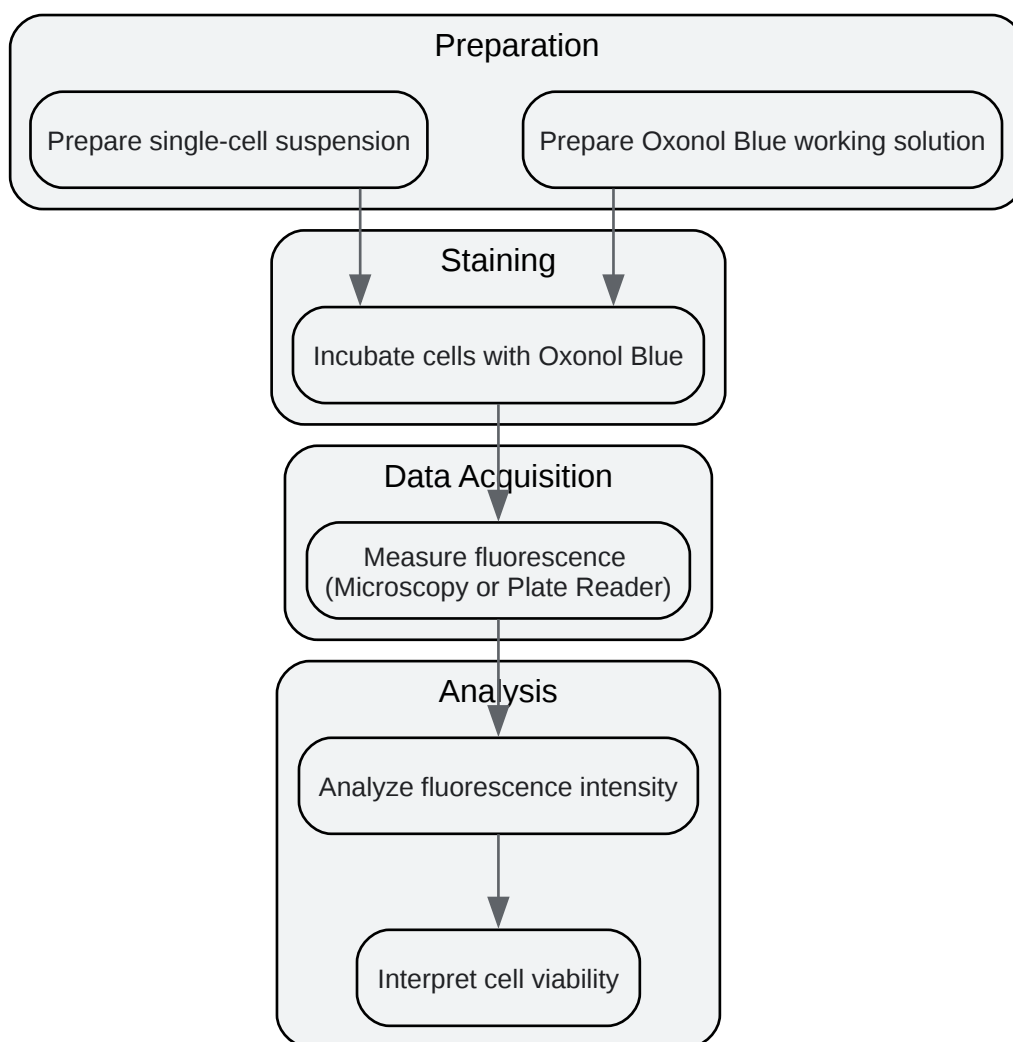 Preparation
Prepare single-cell suspension
Prepare Oxonol Blue working solution
Staining
Incubate cells with Oxonol Blue
Data Acquisition
Measure fluorescence
(Microscopy or Plate Reader)
Analysis
Analyze fluorescence intensity
Interpret cell viability